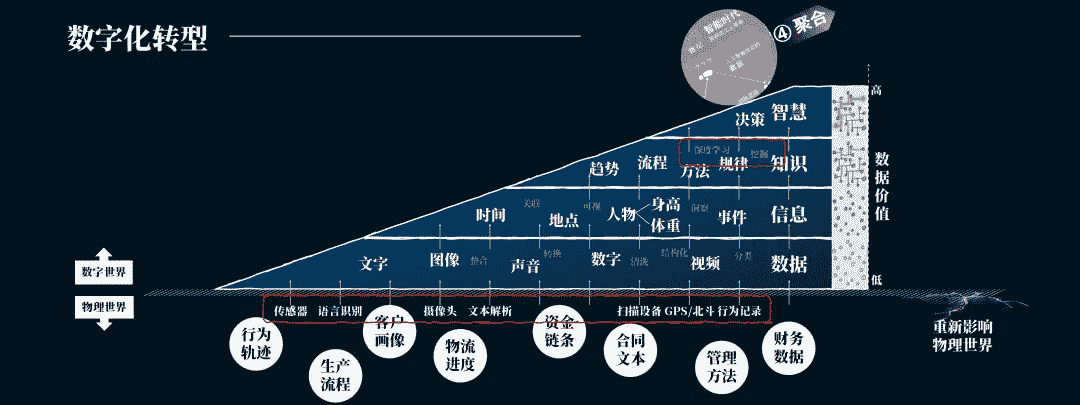 数字化转型
智能时代
数据
④ 聚合
高
决策 智慧
深度学习 挖掘
趋势 流程 方法 规律 知识
数据价值
关联 可视 洞察
时间 地点 人物 身高 体重 事件 信息
整合 转换 清洗 结构化 分类
文字 图像 声音 数字 视频 数据
低
数字世界
物理世界
传感器 语言识别 摄像头 文本解析 扫描设备 GPS/北斗 行为记录
行为
轨迹
生产
流程
客户
画像
物流
进度
资金
链条
合同
文本
管理
方法
财务
数据
重新影响
物理世界